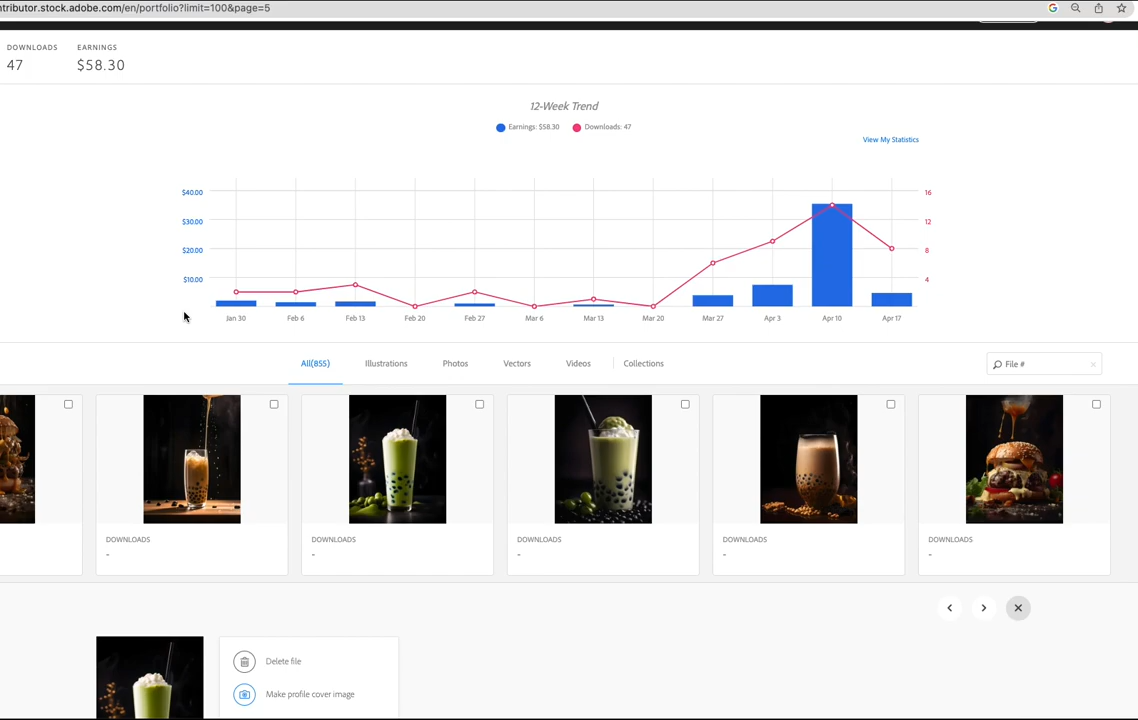 ntributor.stock.adobe.com/en/portfolio?limit=100&page=5
DOWNLOADS EARNINGS
47 $58.30
12-Week Trend
Earnings: $58.30 Downloads: 47
View My Statistics
$40.00 16
$30.00 12
$20.00 8
$10.00 4
Jan 30 Feb 6 Feb 13 Feb 20 Feb 27 Mar 6 Mar 13 Mar 20 Mar 27 Apr 3 Apr 10 Apr 17
All(855) Illustrations Photos Vectors Videos Collections File #
DOWNLOADS DOWNLOADS DOWNLOADS DOWNLOADS DOWNLOADS
- - - - -
Delete file
Make profile cover image